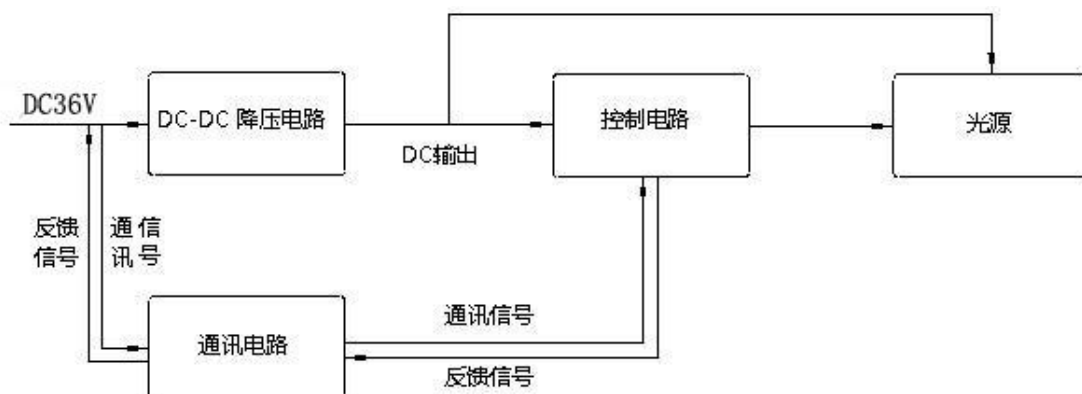 DC36V
DC-DC 降压电路
控制电路
光源
DC输出
反馈
信号
通信
讯号
通讯信号
通讯电路
反馈信号